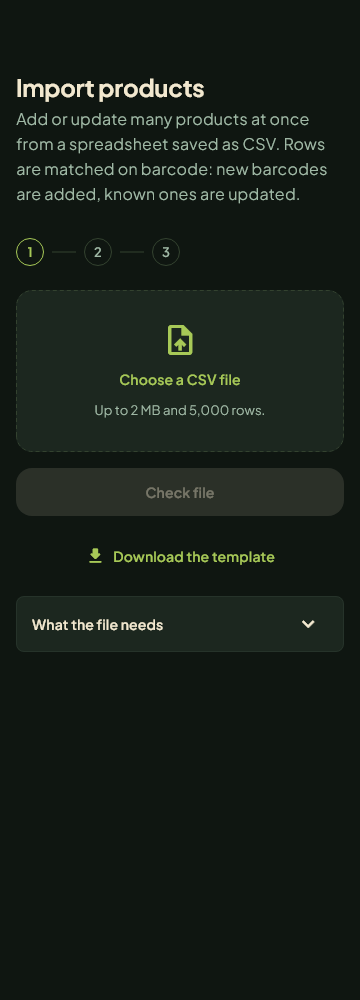 Import products
Add or update many products at once
from a spreadsheet saved as CSV. Rows
are matched on barcode: new barcodes
are added, known ones are updated.
1 2 3
Choose a CSV file
Up to 2 MB and 5,000 rows.
Check file
Download the template
What the file needs